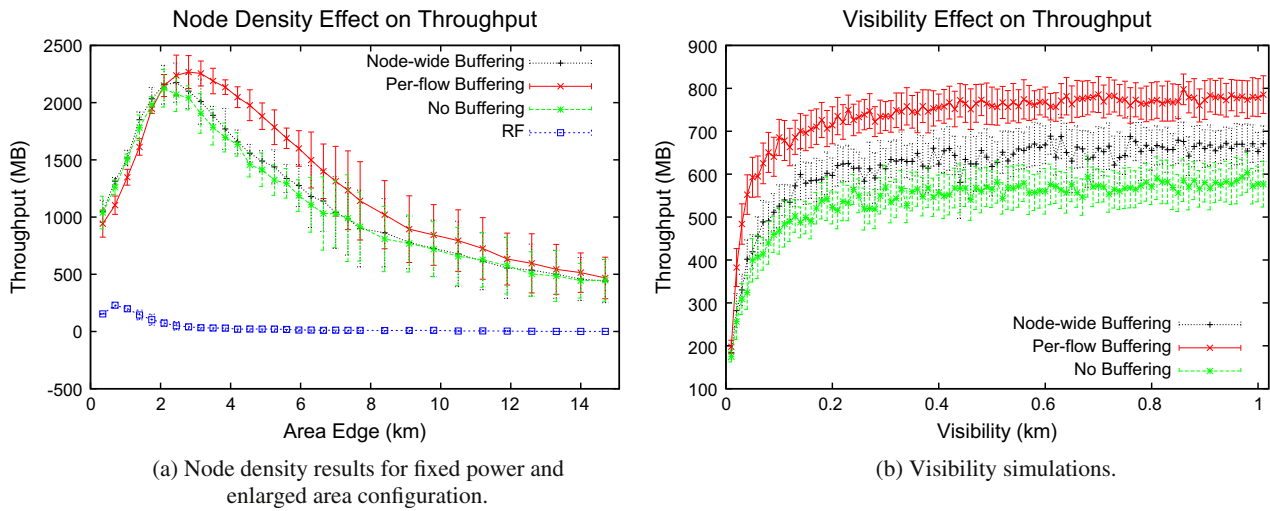 Node Density Effect on Throughput
Throughput (MB)
2500
2000
1500
1000
500
0
-500
Node-wide Buffering
Per-flow Buffering
No Buffering
RF
0 2 4 6 8 10 12 14
Area Edge (km)
(a) Node density results for fixed power and
enlarged area configuration.
Visibility Effect on Throughput
Throughput (MB)
900
800
700
600
500
400
300
200
100
Node-wide Buffering
Per-flow Buffering
No Buffering
0 0.2 0.4 0.6 0.8 1
Visibility (km)
(b) Visibility simulations.